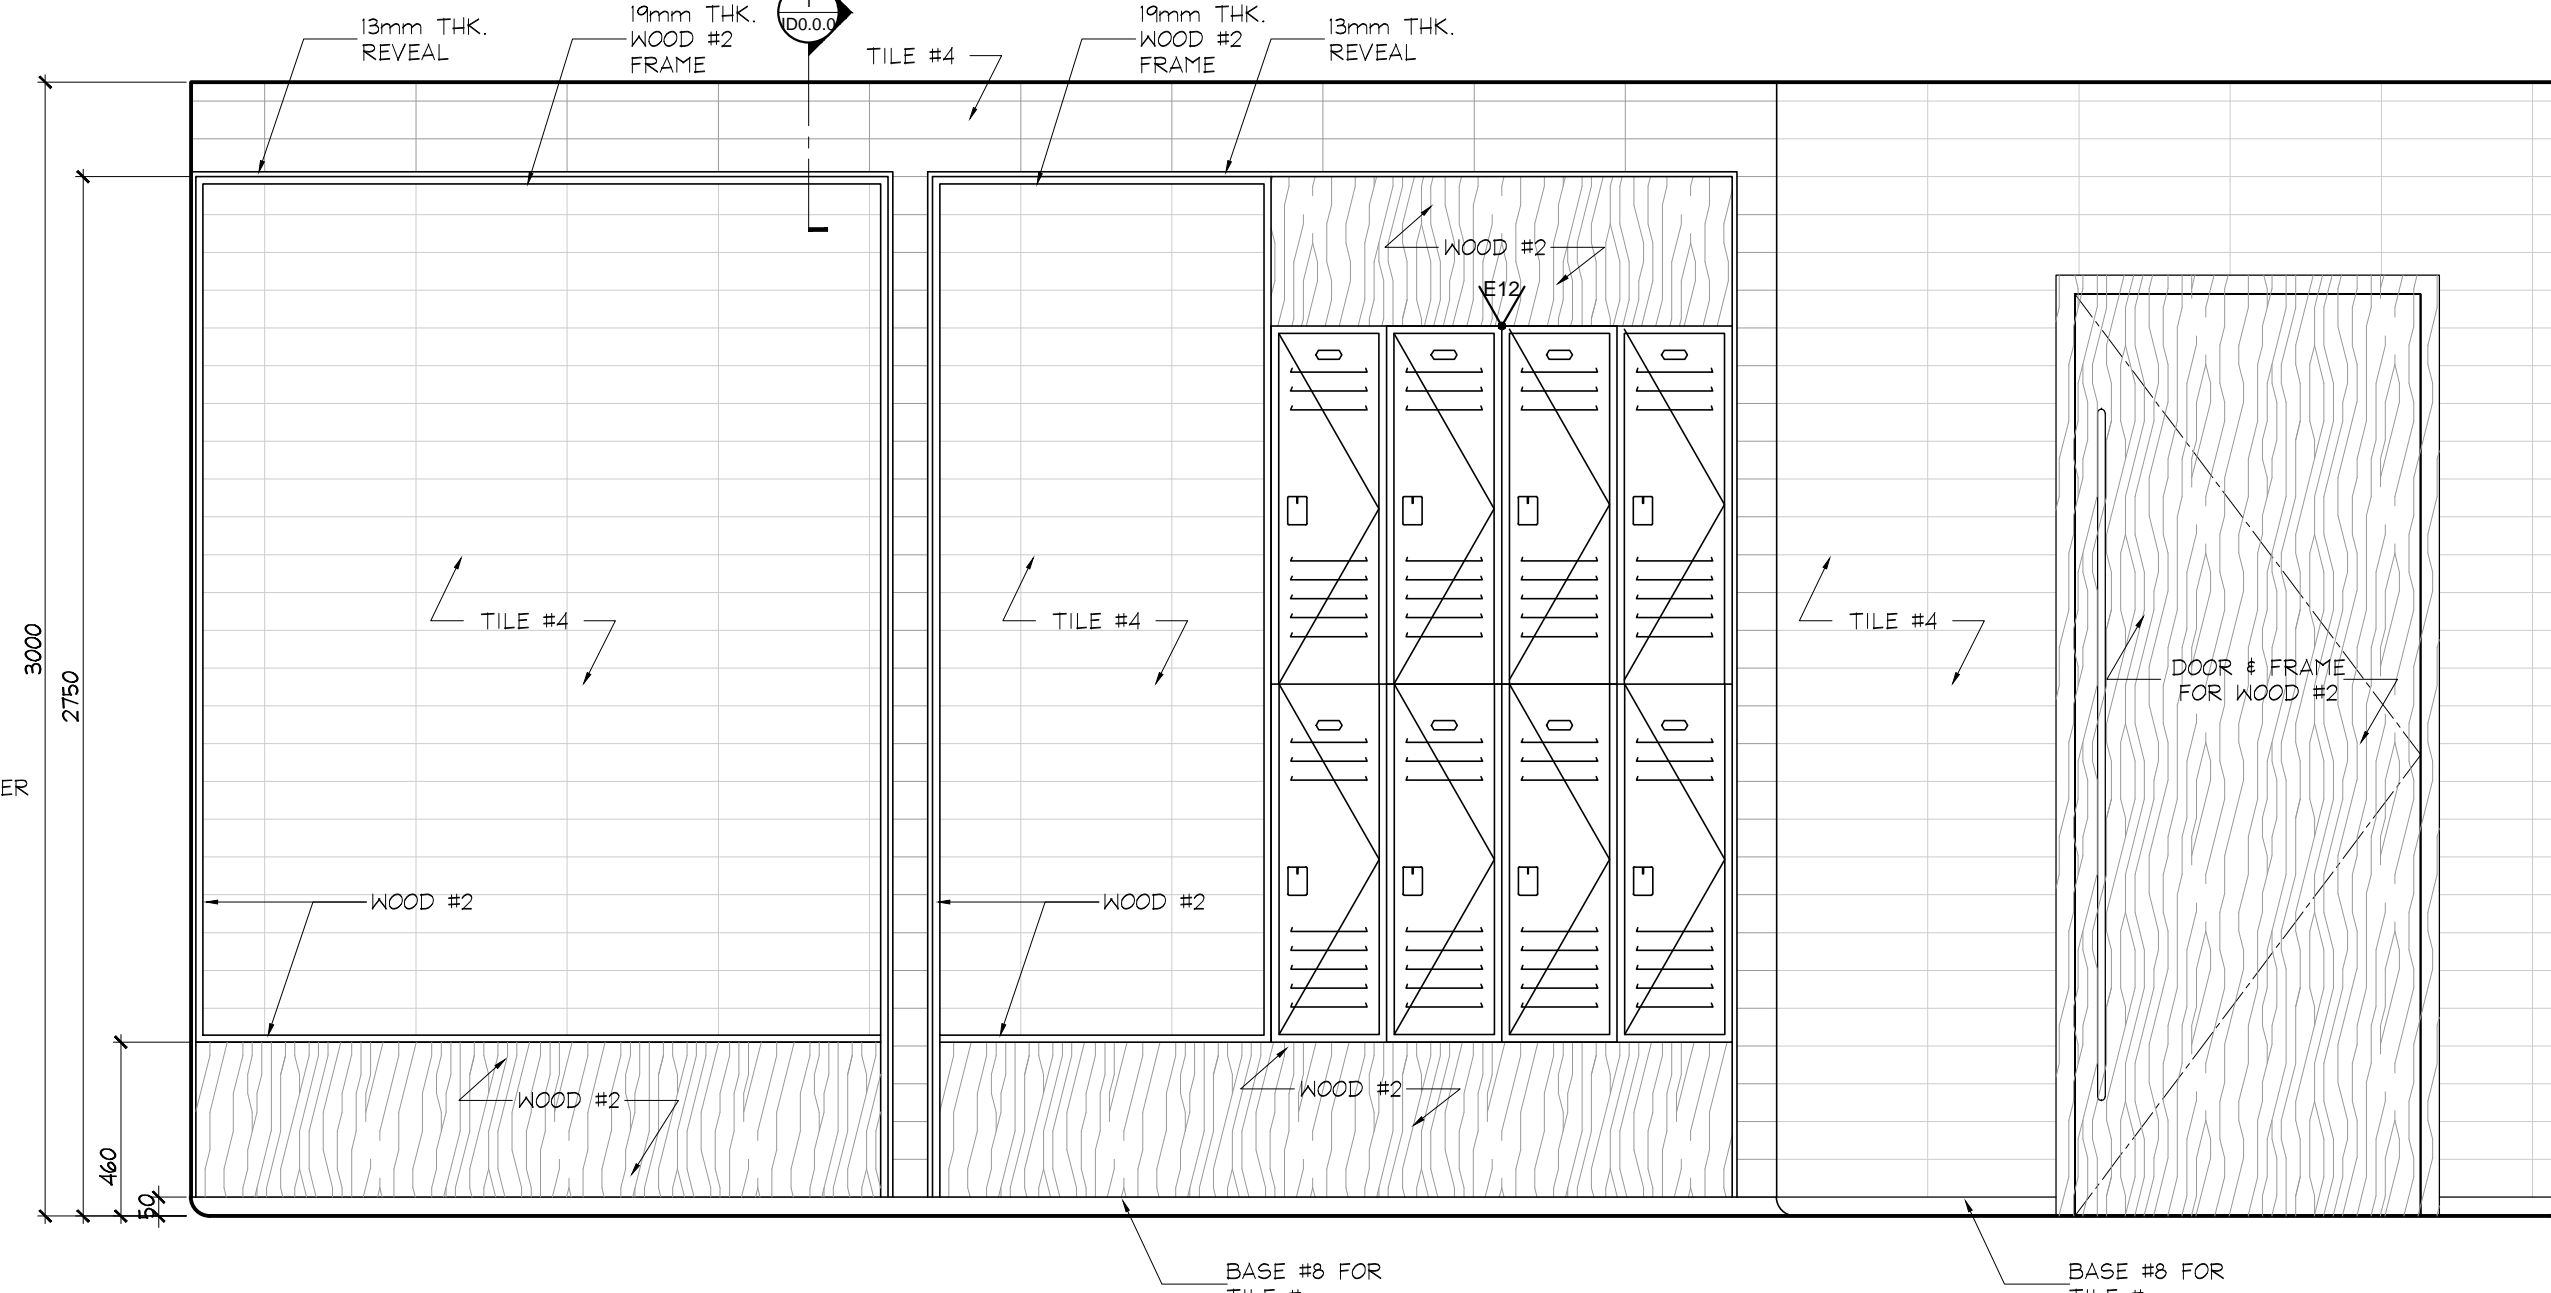 13mm THK.
REVEAL
19mm THK.
WOOD #2
FRAME
ID0.0.0
TILE #4
19mm THK.
WOOD #2
FRAME
13mm THK.
REVEAL
WOOD #2
E12
TILE #4
TILE #4
TILE #4
3000
2750
DOOR & FRAME
FOR WOOD #2
ER
WOOD #2
WOOD #2
WOOD #2
WOOD #2
460
50
BASE #8 FOR
TILE #
BASE #8 FOR
TILE #